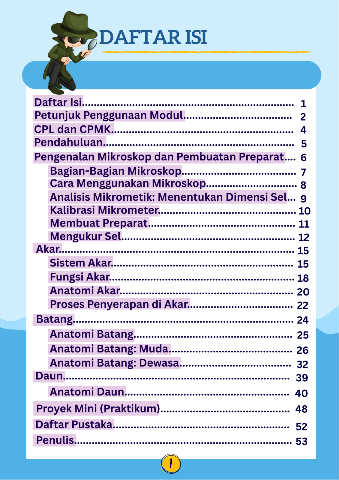 DAFTAR ISI
Daftar Isi........................................................ 1
Petunjuk Penggunaan Modul............................. 2
CPL dan CPMK................................................ 4
Pendahuluan.................................................. 5
Pengenalan Mikroskop dan Pembuatan Preparat.... 6
Bagian-Bagian Mikroskop............................. 7
Cara Menggunakan Mikroskop....................... 8
Analisis Mikrometik: Menentukan Dimensi Sel... 9
Kalibrasi Mikrometer................................... 10
Membuat Preparat...................................... 11
Mengukur Sel............................................. 12
Akar.............................................................. 15
Sistem Akar................................................ 15
Fungsi Akar................................................ 18
Anatomi Akar.............................................. 20
Proses Penyerapan di Akar............................ 22
Batang........................................................... 24
Anatomi Batang.......................................... 25
Anatomi Batang: Muda................................. 26
Anatomi Batang: Dewasa.............................. 32
Daun............................................................. 39
Anatomi Daun............................................. 40
Proyek Mini (Praktikum)................................... 48
Daftar Pustaka................................................ 52
Penulis........................................................... 53
1